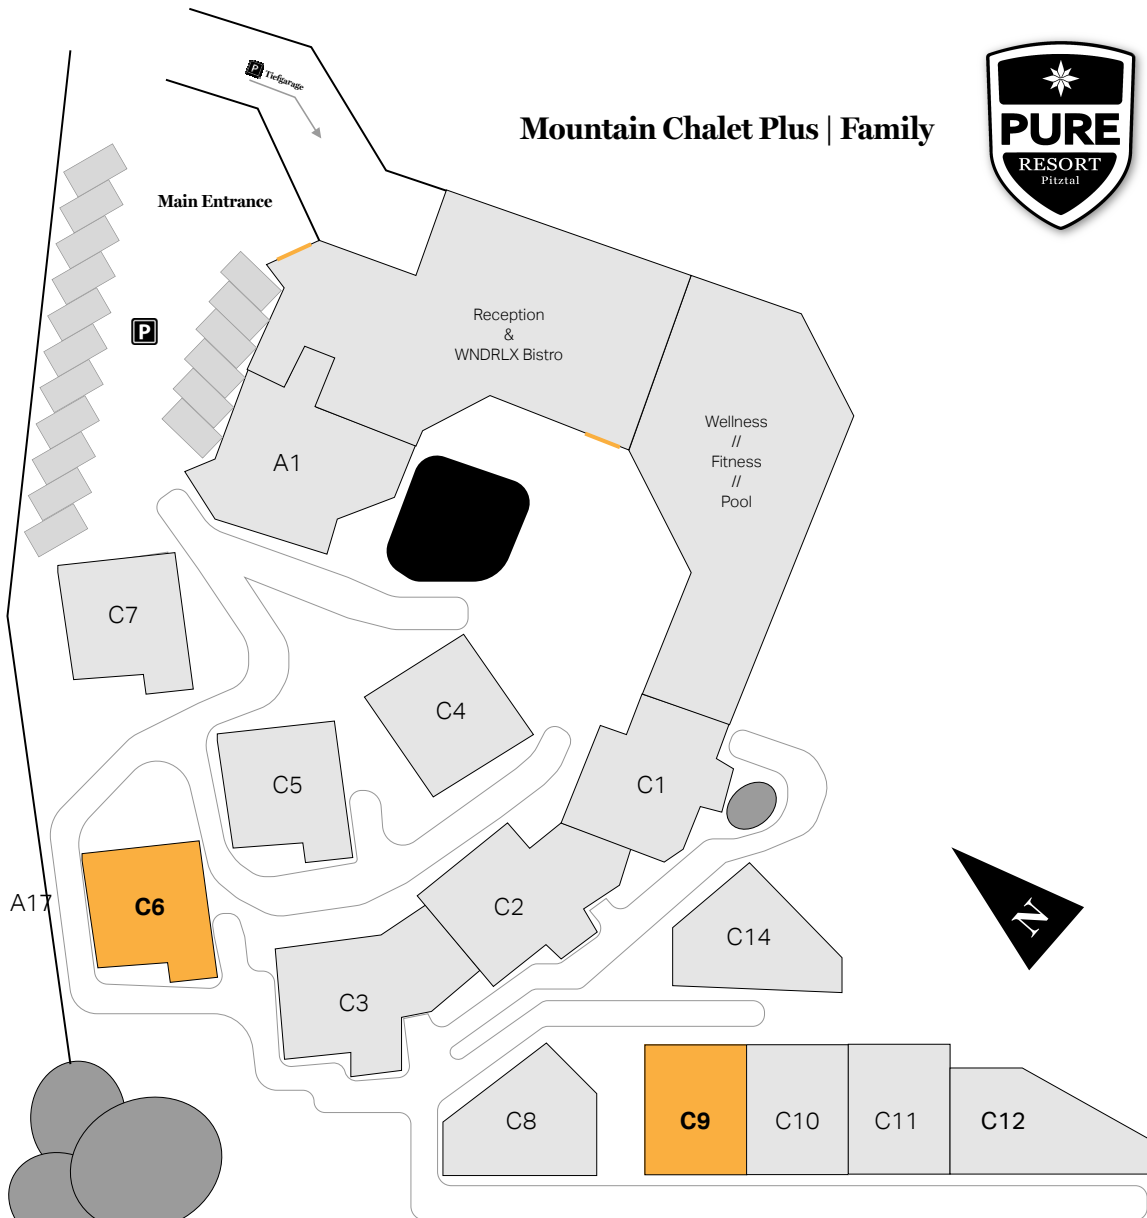 P Tiefgarage
Mountain Chalet Plus | Family
PURE
RESORT
Pitztal
Main Entrance
P
Reception
&
WNDRLX Bistro
Wellness
//
Fitness
//
Pool
A1
C7
C4
C5
C1
A17
C6
C2
C14
C3
N
C8
C9
C10
C11
C12